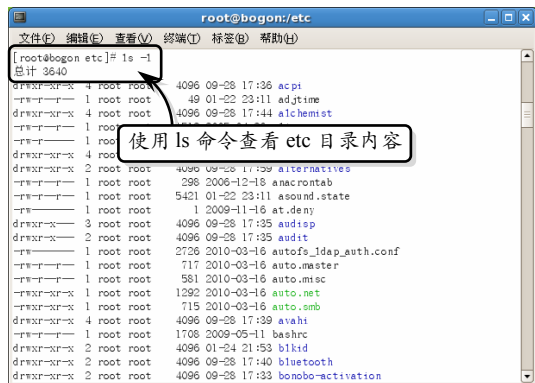 root@bogon:/etc
文件(F) 编辑(E) 查看(V) 终端(T) 标签(B) 帮助(H)
[root@bogon etc]# ls -l
总计 3640
drwxr-xr-x 4 root root 4096 09-28 17:36 acpi
-rw-r--r-- 1 root root 49 01-22 23:11 adjtime
drwxr-xr-x 4 root root 4096 09-28 17:44 alchemist
-rw-r--r-- 1 root
使用 ls 命令查看 etc 目录内容
-rw-r----- 1 root
drwxr-xr-x 4 root
drwxr-xr-x 2 root root 4096 09-28 17:59 alternatives
-rw-r--r-- 1 root root 298 2006-12-18 anacrontab
-rw-r--r-- 1 root root 5421 01-22 23:11 asound.state
-rw------- 1 root root 1 2009-11-16 at.deny
drwxr-x--- 3 root root 4096 09-28 17:35 audisp
drwxr-x--- 2 root root 4096 09-28 17:35 audit
-rw------- 1 root root 2726 2010-03-16 autofs_ldap_auth.conf
-rw-r--r-- 1 root root 717 2010-03-16 auto.master
-rw-r--r-- 1 root root 581 2010-03-16 auto.misc
-rwxr-xr-x 1 root root 1292 2010-03-16 auto.net
-rwxr-xr-x 1 root root 715 2010-03-16 auto.smb
drwxr-xr-x 4 root root 4096 09-28 17:39 avahi
-rw-r--r-- 1 root root 1708 2009-05-11 bashrc
drwxr-xr-x 2 root root 4096 01-24 21:53 blkid
drwxr-xr-x 2 root root 4096 09-28 17:40 bluetooth
drwxr-xr-x 2 root root 4096 09-28 17:33 bonobo-activation